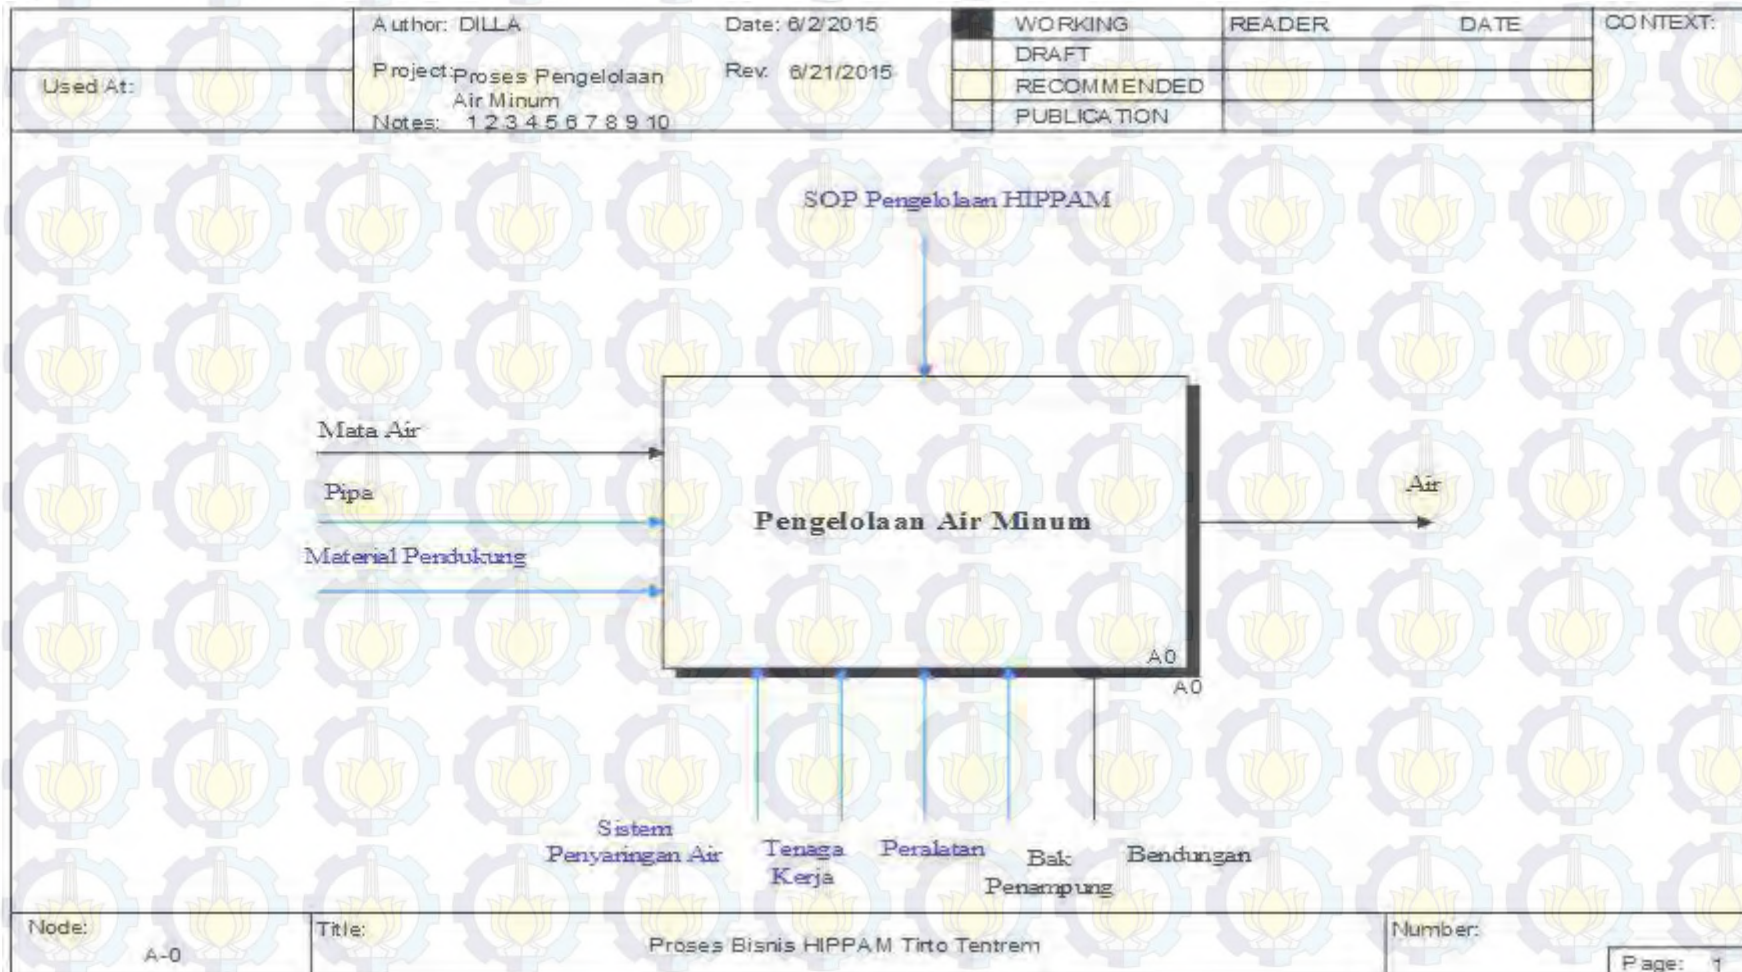 Used At:
Author: DILLA
Date: 6/2/2015
Project: Proses Pengelolaan
Air Minum
Rev: 6/21/2015
Notes: 1 2 3 4 5 6 7 8 9 10
WORKING
DRAFT
RECOMMENDED
PUBLICATION
READER
DATE
CONTEXT:
SOP Pengelolaan HIPPAM
Mata Air
Pipa
Material Pendukung
Pengelolaan Air Minum
Air
A0
A0
Sistem
Penyaringan Air
Tenaga
Kerja
Peralatan
Bak
Penampung
Bendungan
Node:
A-0
Title:
Proses Bisnis HIPPAM Tirto Tentrem
Number:
Page: 1